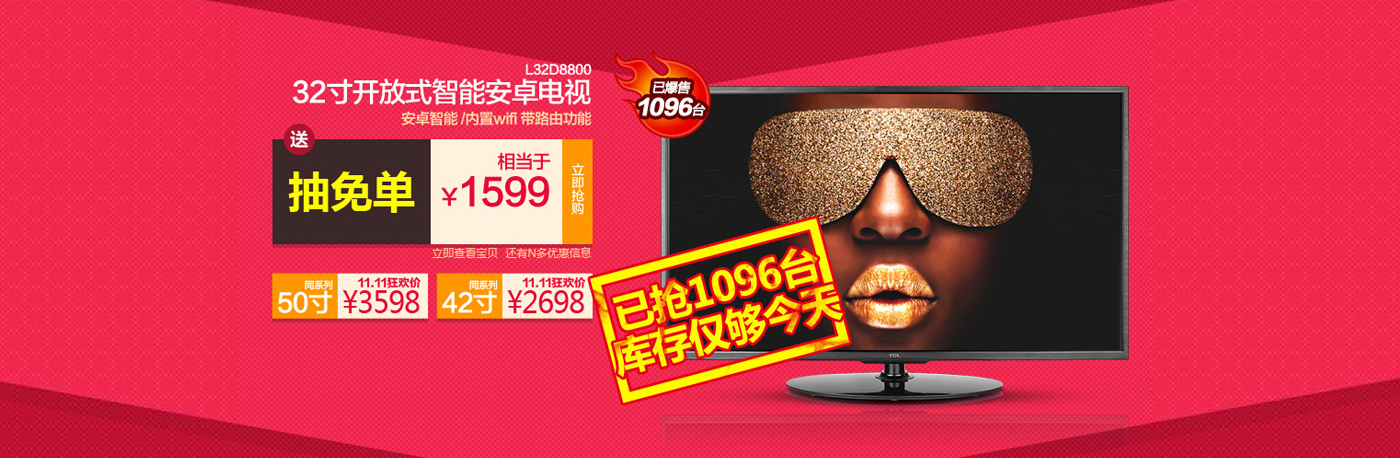 L32D8800
32寸开放式智能安卓电视
安卓智能 /内置wifi 带路由功能
送
抽免单
相当于
¥1599
立即抢购
立即查看宝贝 还有N多优惠信息
同系列
50寸
11.11狂欢价
¥3598
同系列
42寸
11.11狂欢价
¥2698
已爆售
1096台
已抢1096台
库存仅够今天
TCL